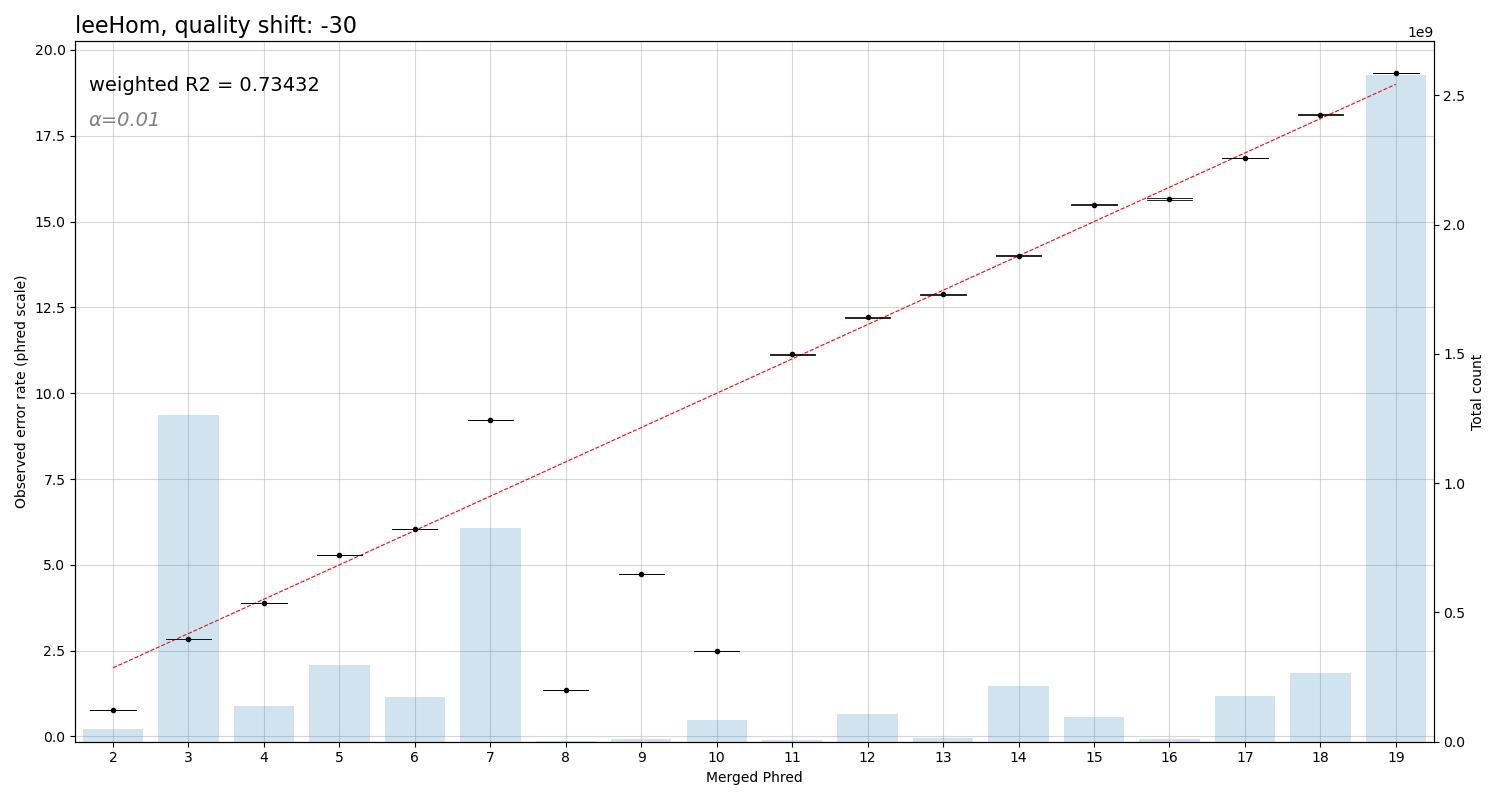 leeHom, quality shift: -30
1e9
weighted R2 = 0.73432
α=0.01
Observed error rate (phred scale)
20.0
17.5
15.0
12.5
10.0
7.5
5.0
2.5
0.0
2 3 4 5 6 7 8 9 10 11 12 13 14 15 16 17 18 19
Merged Phred
2.5
2.0
1.5
1.0
0.5
0.0
Total count